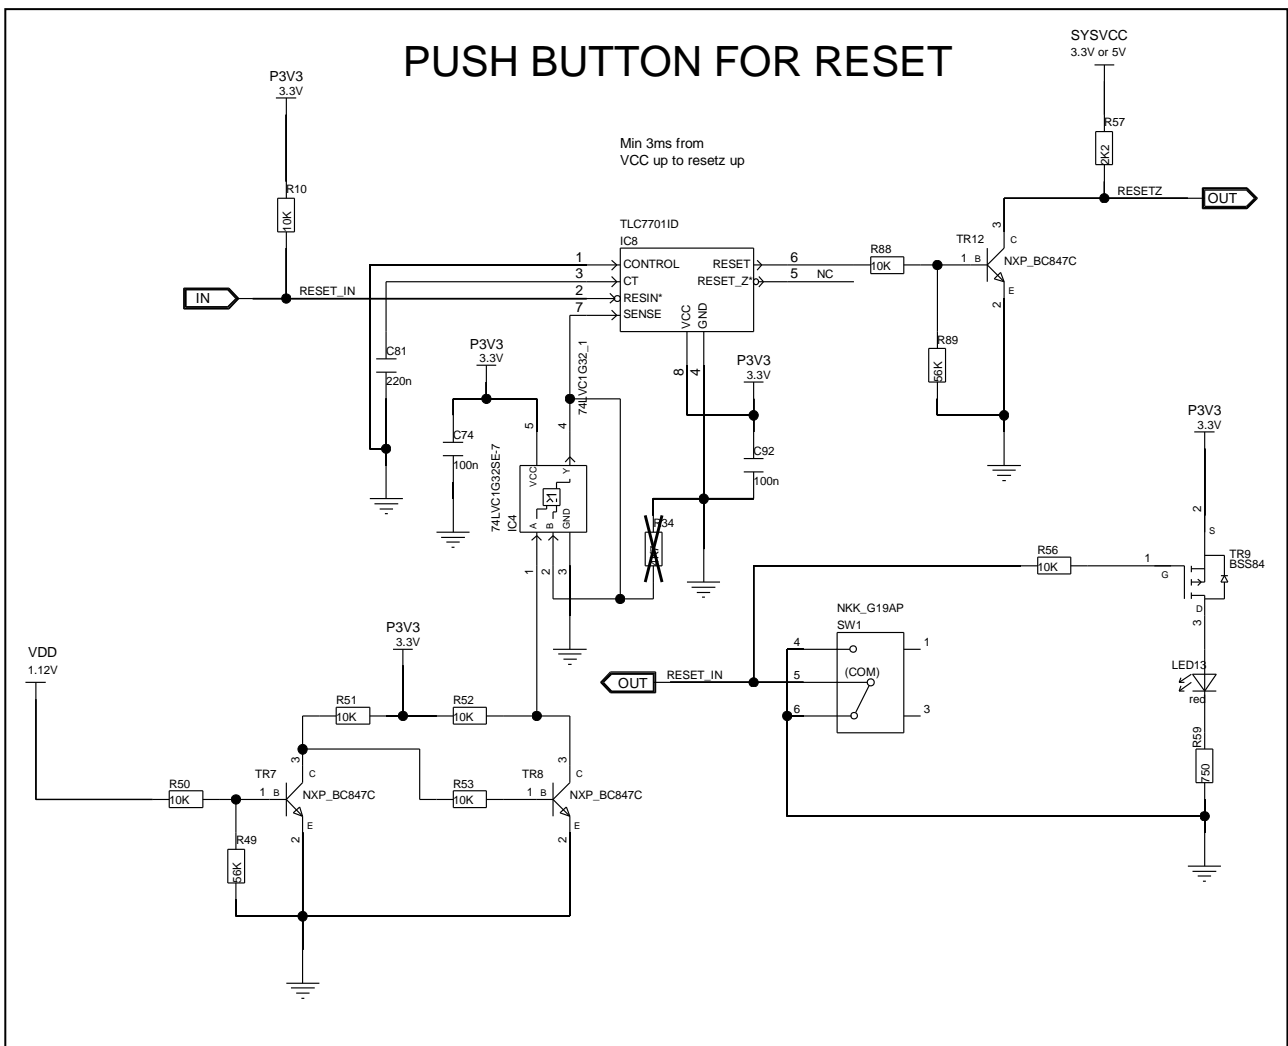 PUSH BUTTON FOR RESET
SYSVCC
3.3V or 5V
P3V3
3.3V
R57
2K2
Min 3ms from
VCC up to resetz up
R10
10K
RESETZ
OUT
TLC7701ID
IC8
1
CONTROL
3
CT
2
RESIN*
7
SENSE
RESET
6
RESET_Z*
5
NC
VCC
GND
8
4
R88
10K
TR12
3
C
1
B
NXP_BC847C
E
2
IN
RESET_IN
R89
56K
C81
220n
P3V3
3.3V
74LVC1G32_1
P3V3
3.3V
P3V3
3.3V
C74
100n
5
4
C92
100n
74LVC1G32SE-7
IC4
VCC
Y
A
B
GND
1
2
3
R34
2
S
R56
10K
1
G
TR9
BSS84
D
3
NKK_G19AP
SW1
4
1
(COM)
5
6
3
OUT
RESET_IN
LED13
red
R59
750
VDD
1.12V
P3V3
3.3V
R51
10K
R52
10K
3
C
3
C
R50
10K
TR7
1
B
NXP_BC847C
R53
10K
TR8
1
B
NXP_BC847C
E
2
E
2
R49
56K